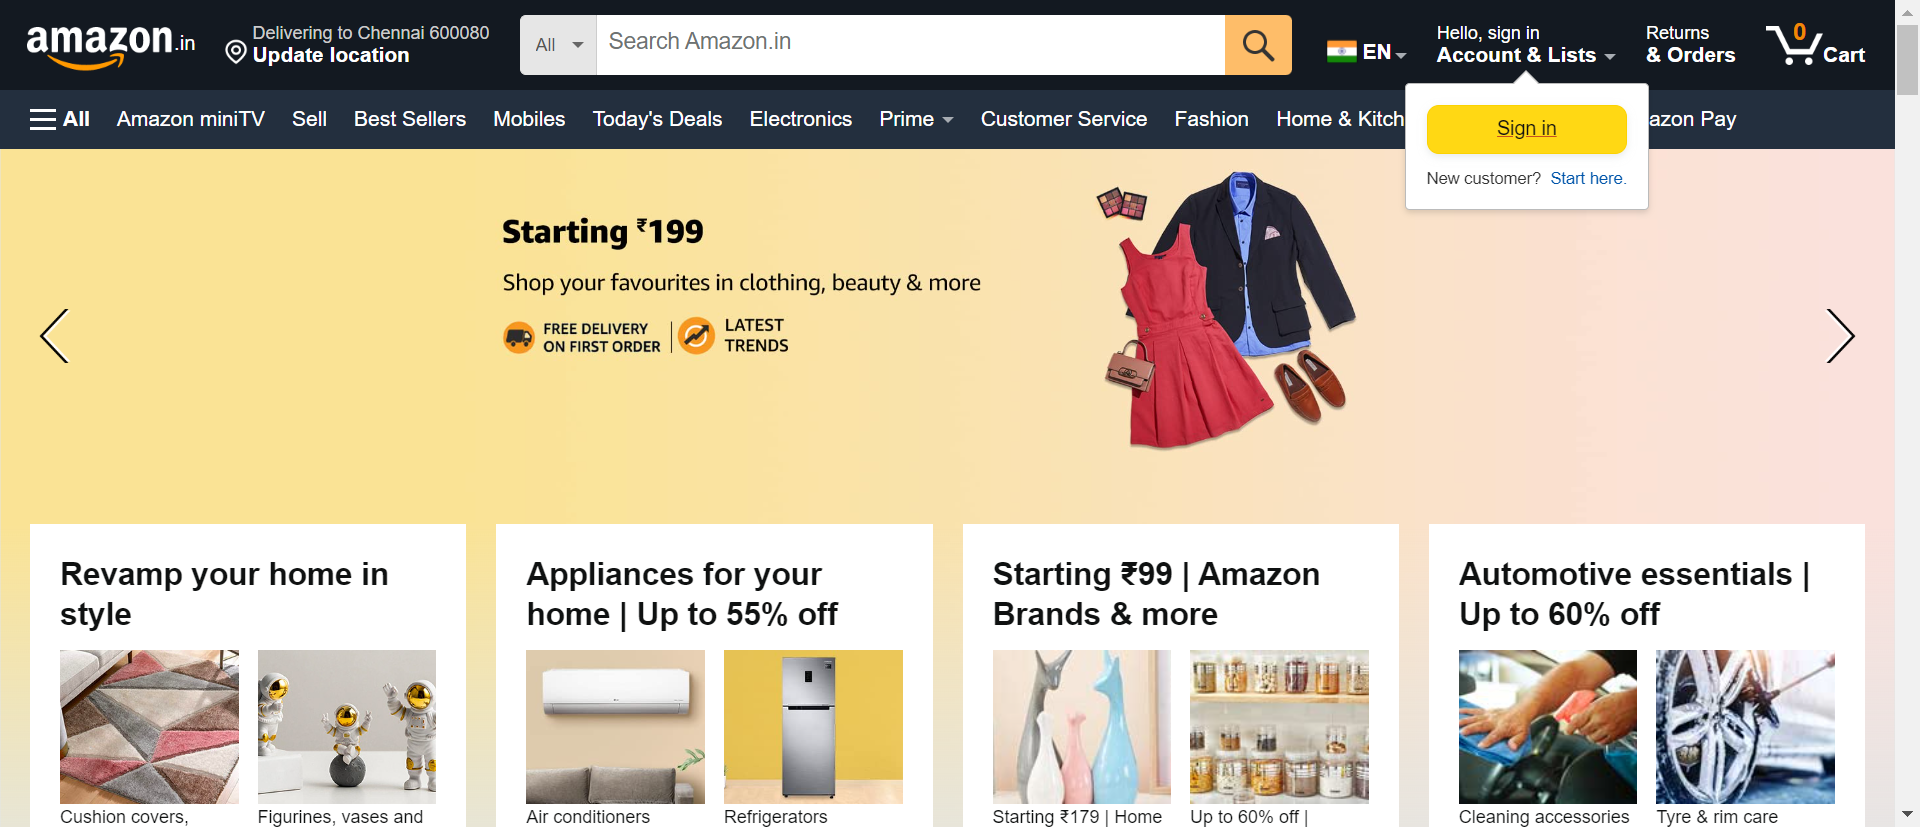 amazon.in
Delivering to Chennai 600080
Update location
All
Search Amazon.in
EN
Hello, sign in
Account & Lists
Returns
& Orders
0
Cart
All
Amazon miniTV
Sell
Best Sellers
Mobiles
Today's Deals
Electronics
Prime
Customer Service
Fashion
Home & Kitch
azon Pay
Sign in
New customer? Start here.
Starting ₹199
Shop your favourites in clothing, beauty & more
FREE DELIVERY
ON FIRST ORDER
LATEST
TRENDS
Revamp your home in
style
Cushion covers,
Figurines, vases and
Appliances for your
home | Up to 55% off
Air conditioners
Refrigerators
Starting ₹99 | Amazon
Brands & more
Starting ₹179 | Home
Up to 60% off |
Automotive essentials |
Up to 60% off
Cleaning accessories
Tyre & rim care